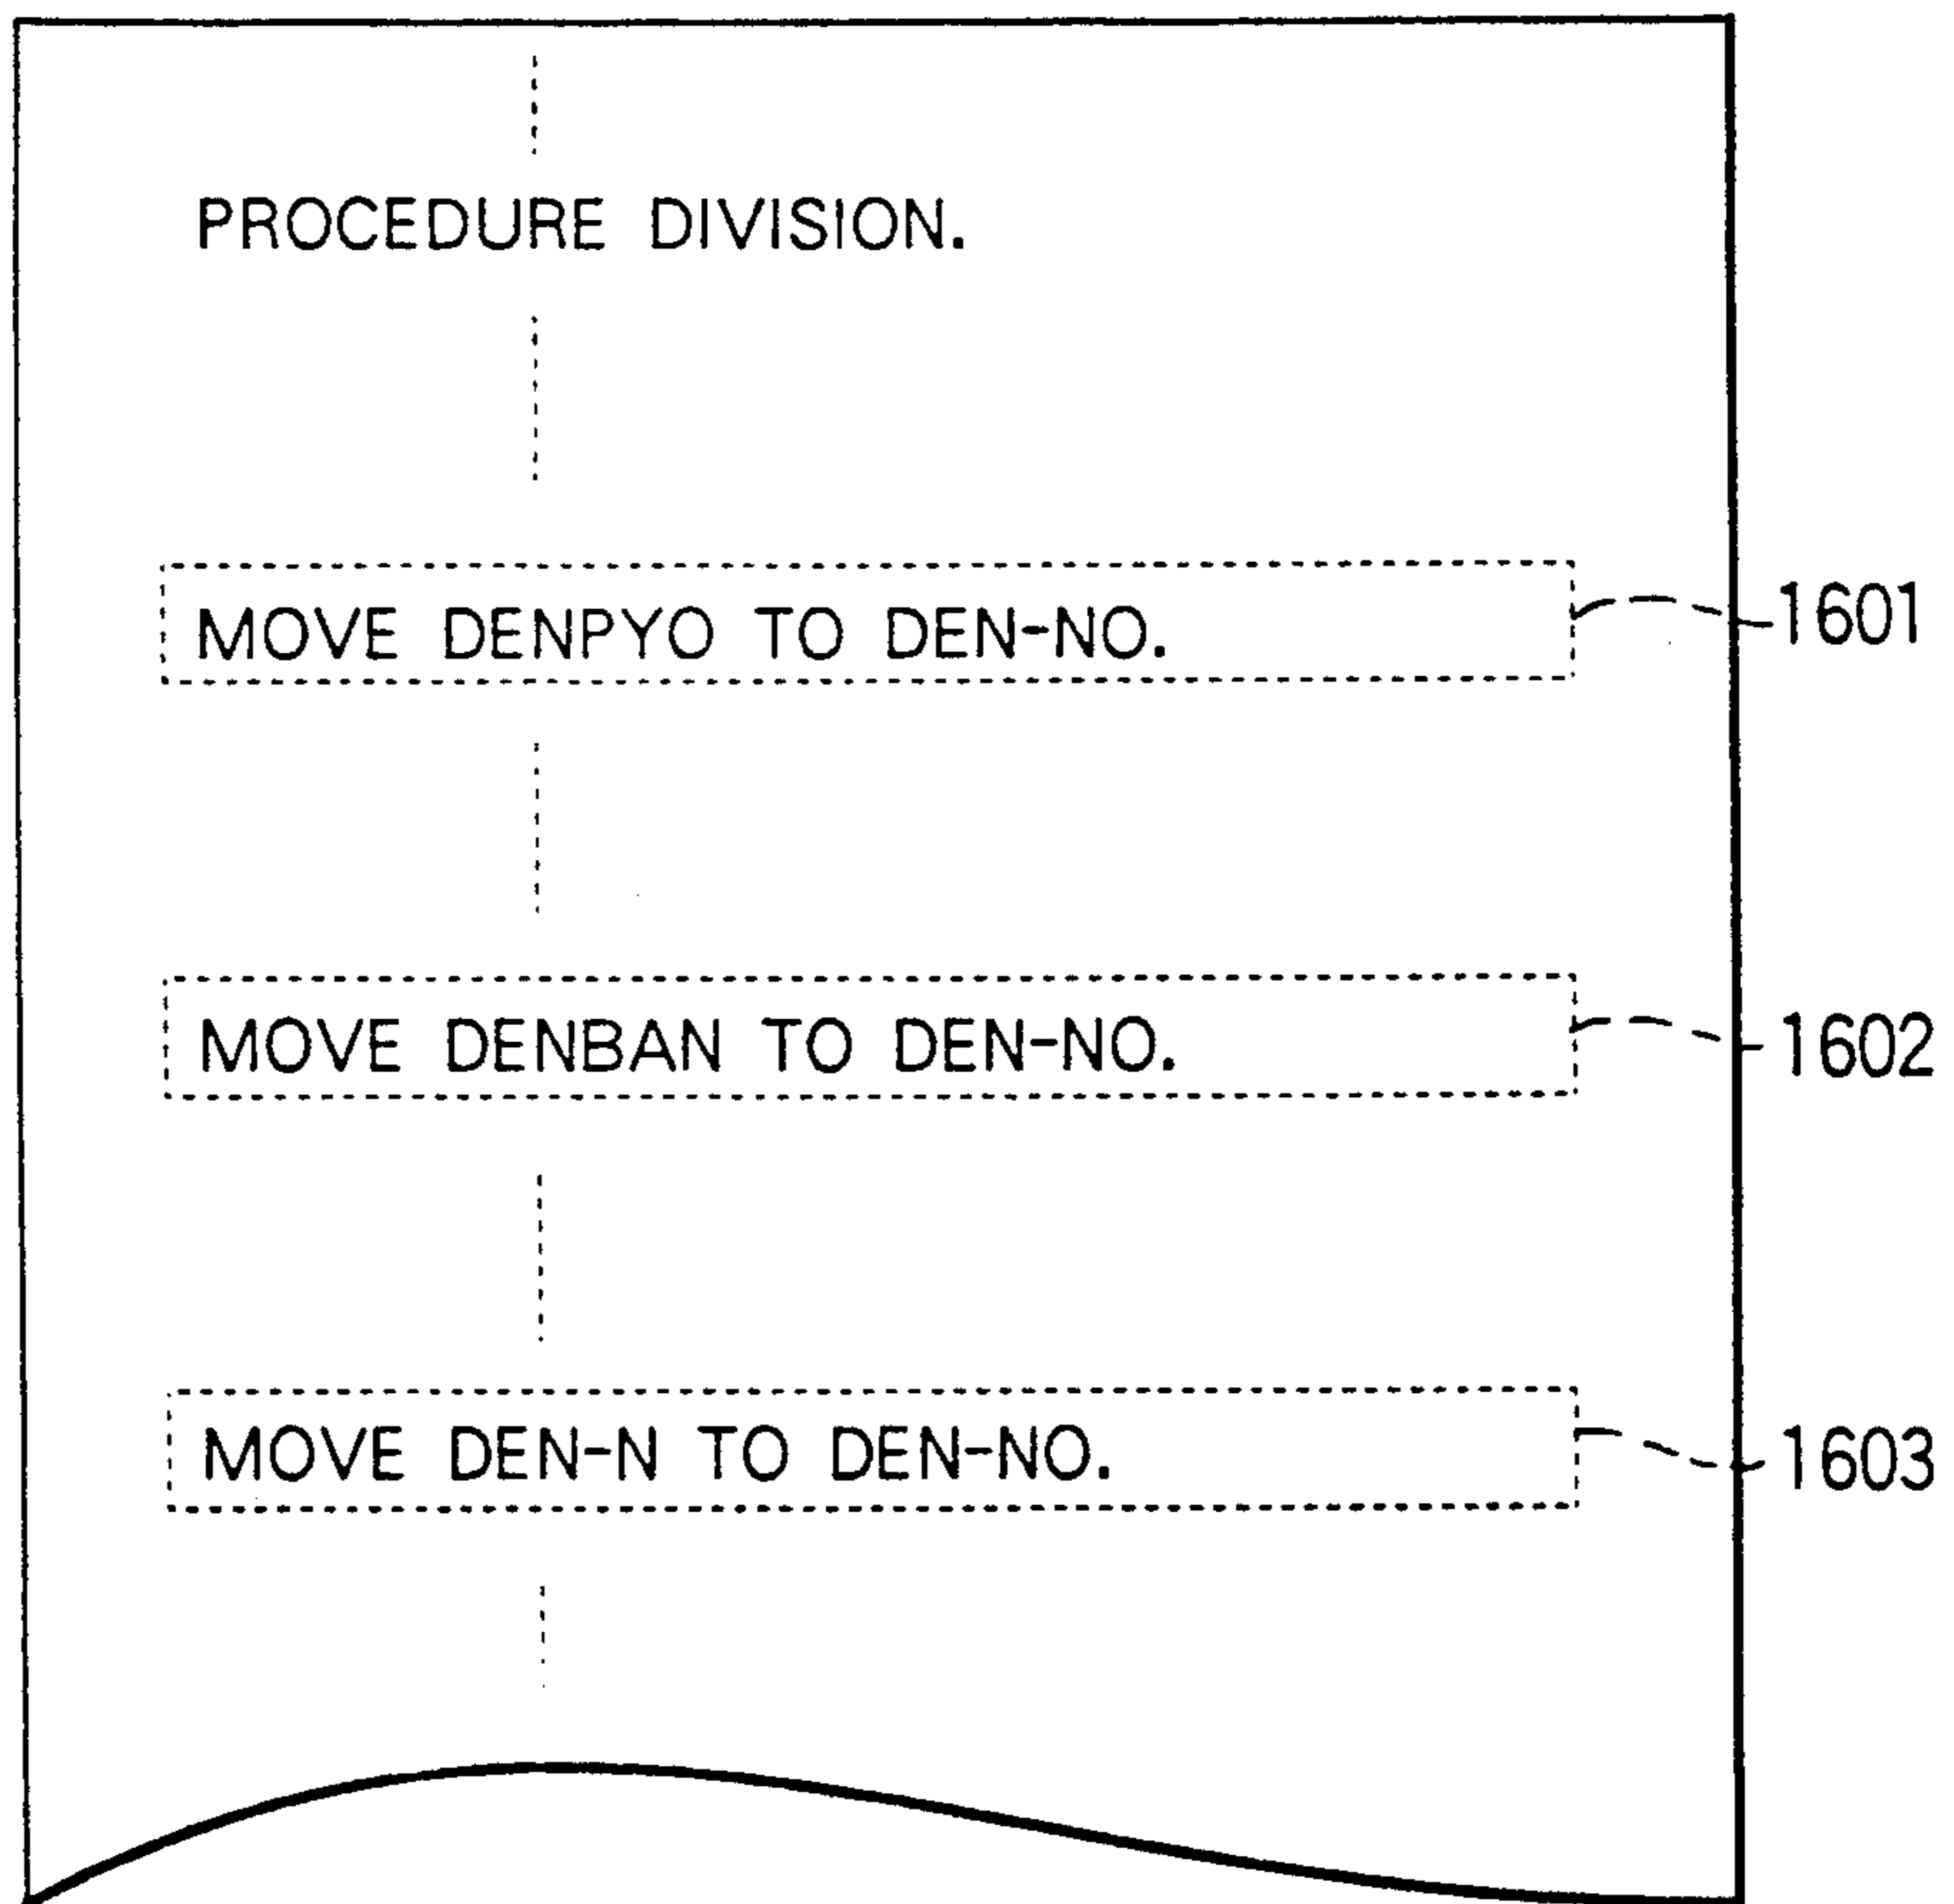 PROCEDURE DIVISION.
MOVE DENPYO TO DEN-NO. 1601
MOVE DENBAN TO DEN-NO. 1602
MOVE DEN-N TO DEN-NO. 1603